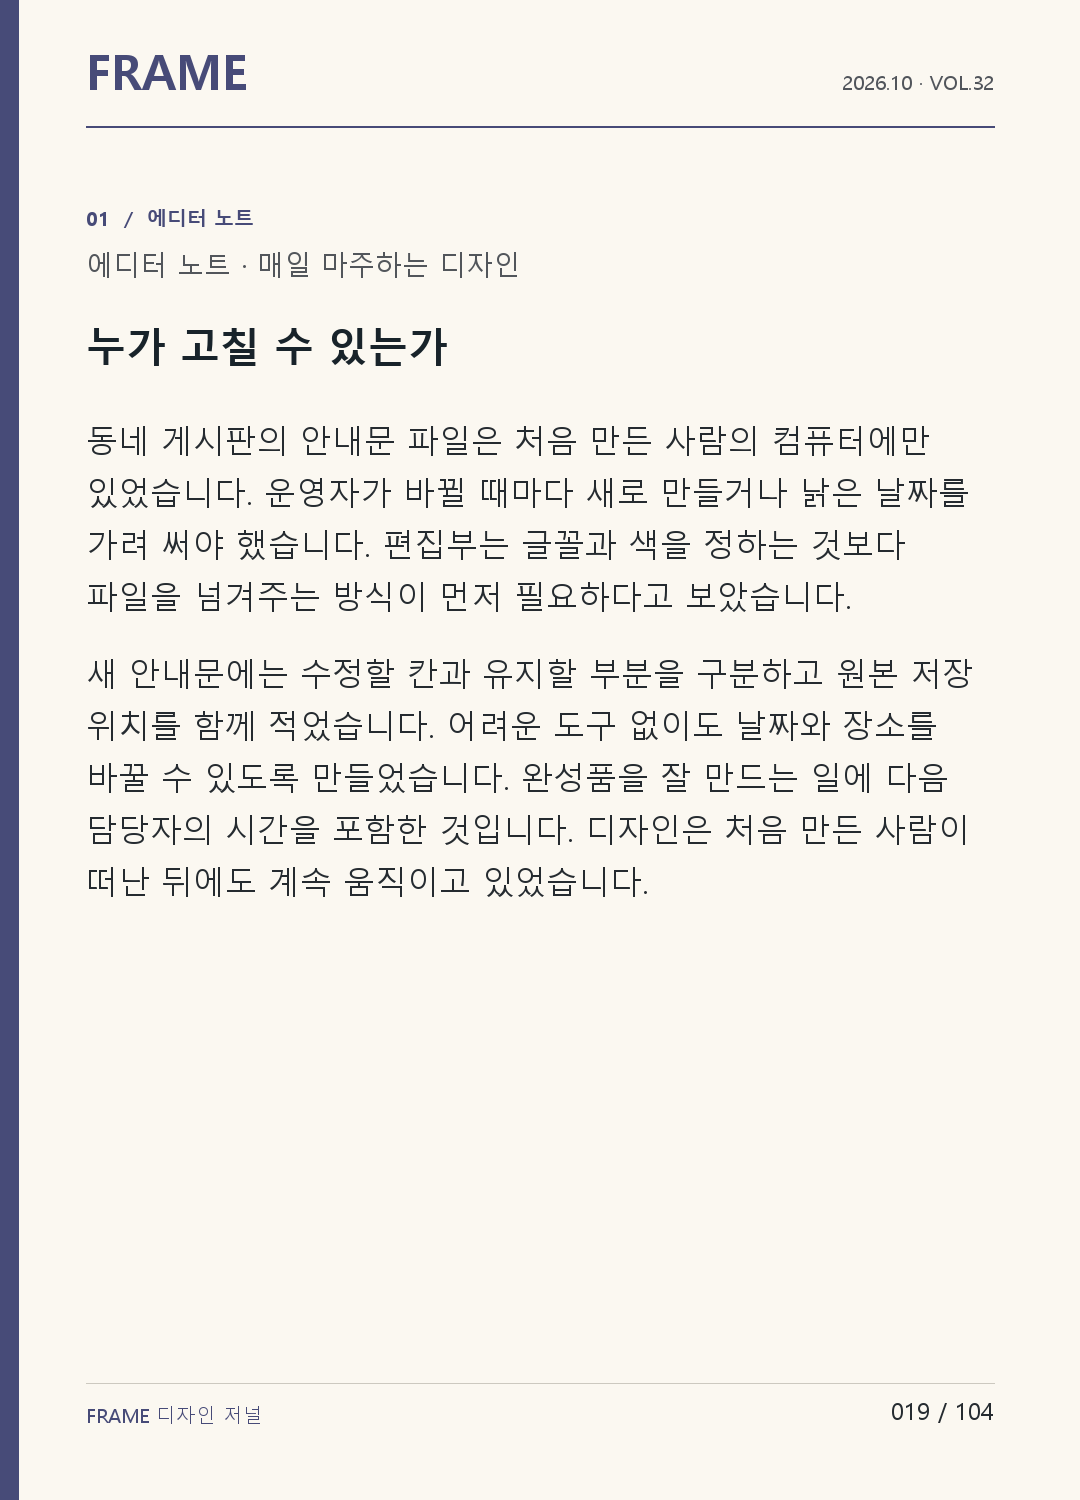 FRAME
2026.10 · VOL.32
01 / 에디터 노트
에디터 노트 · 매일 마주하는 디자인
누가 고칠 수 있는가
동네 게시판의 안내문 파일은 처음 만든 사람의 컴퓨터에만
있었습니다. 운영자가 바뀔 때마다 새로 만들거나 낡은 날짜를
가려 써야 했습니다. 편집부는 글꼴과 색을 정하는 것보다
파일을 넘겨주는 방식이 먼저 필요하다고 보았습니다.
새 안내문에는 수정할 칸과 유지할 부분을 구분하고 원본 저장
위치를 함께 적었습니다. 어려운 도구 없이도 날짜와 장소를
바꿀 수 있도록 만들었습니다. 완성품을 잘 만드는 일에 다음
담당자의 시간을 포함한 것입니다. 디자인은 처음 만든 사람이
떠난 뒤에도 계속 움직이고 있었습니다.
FRAME 디자인 저널
019 / 104